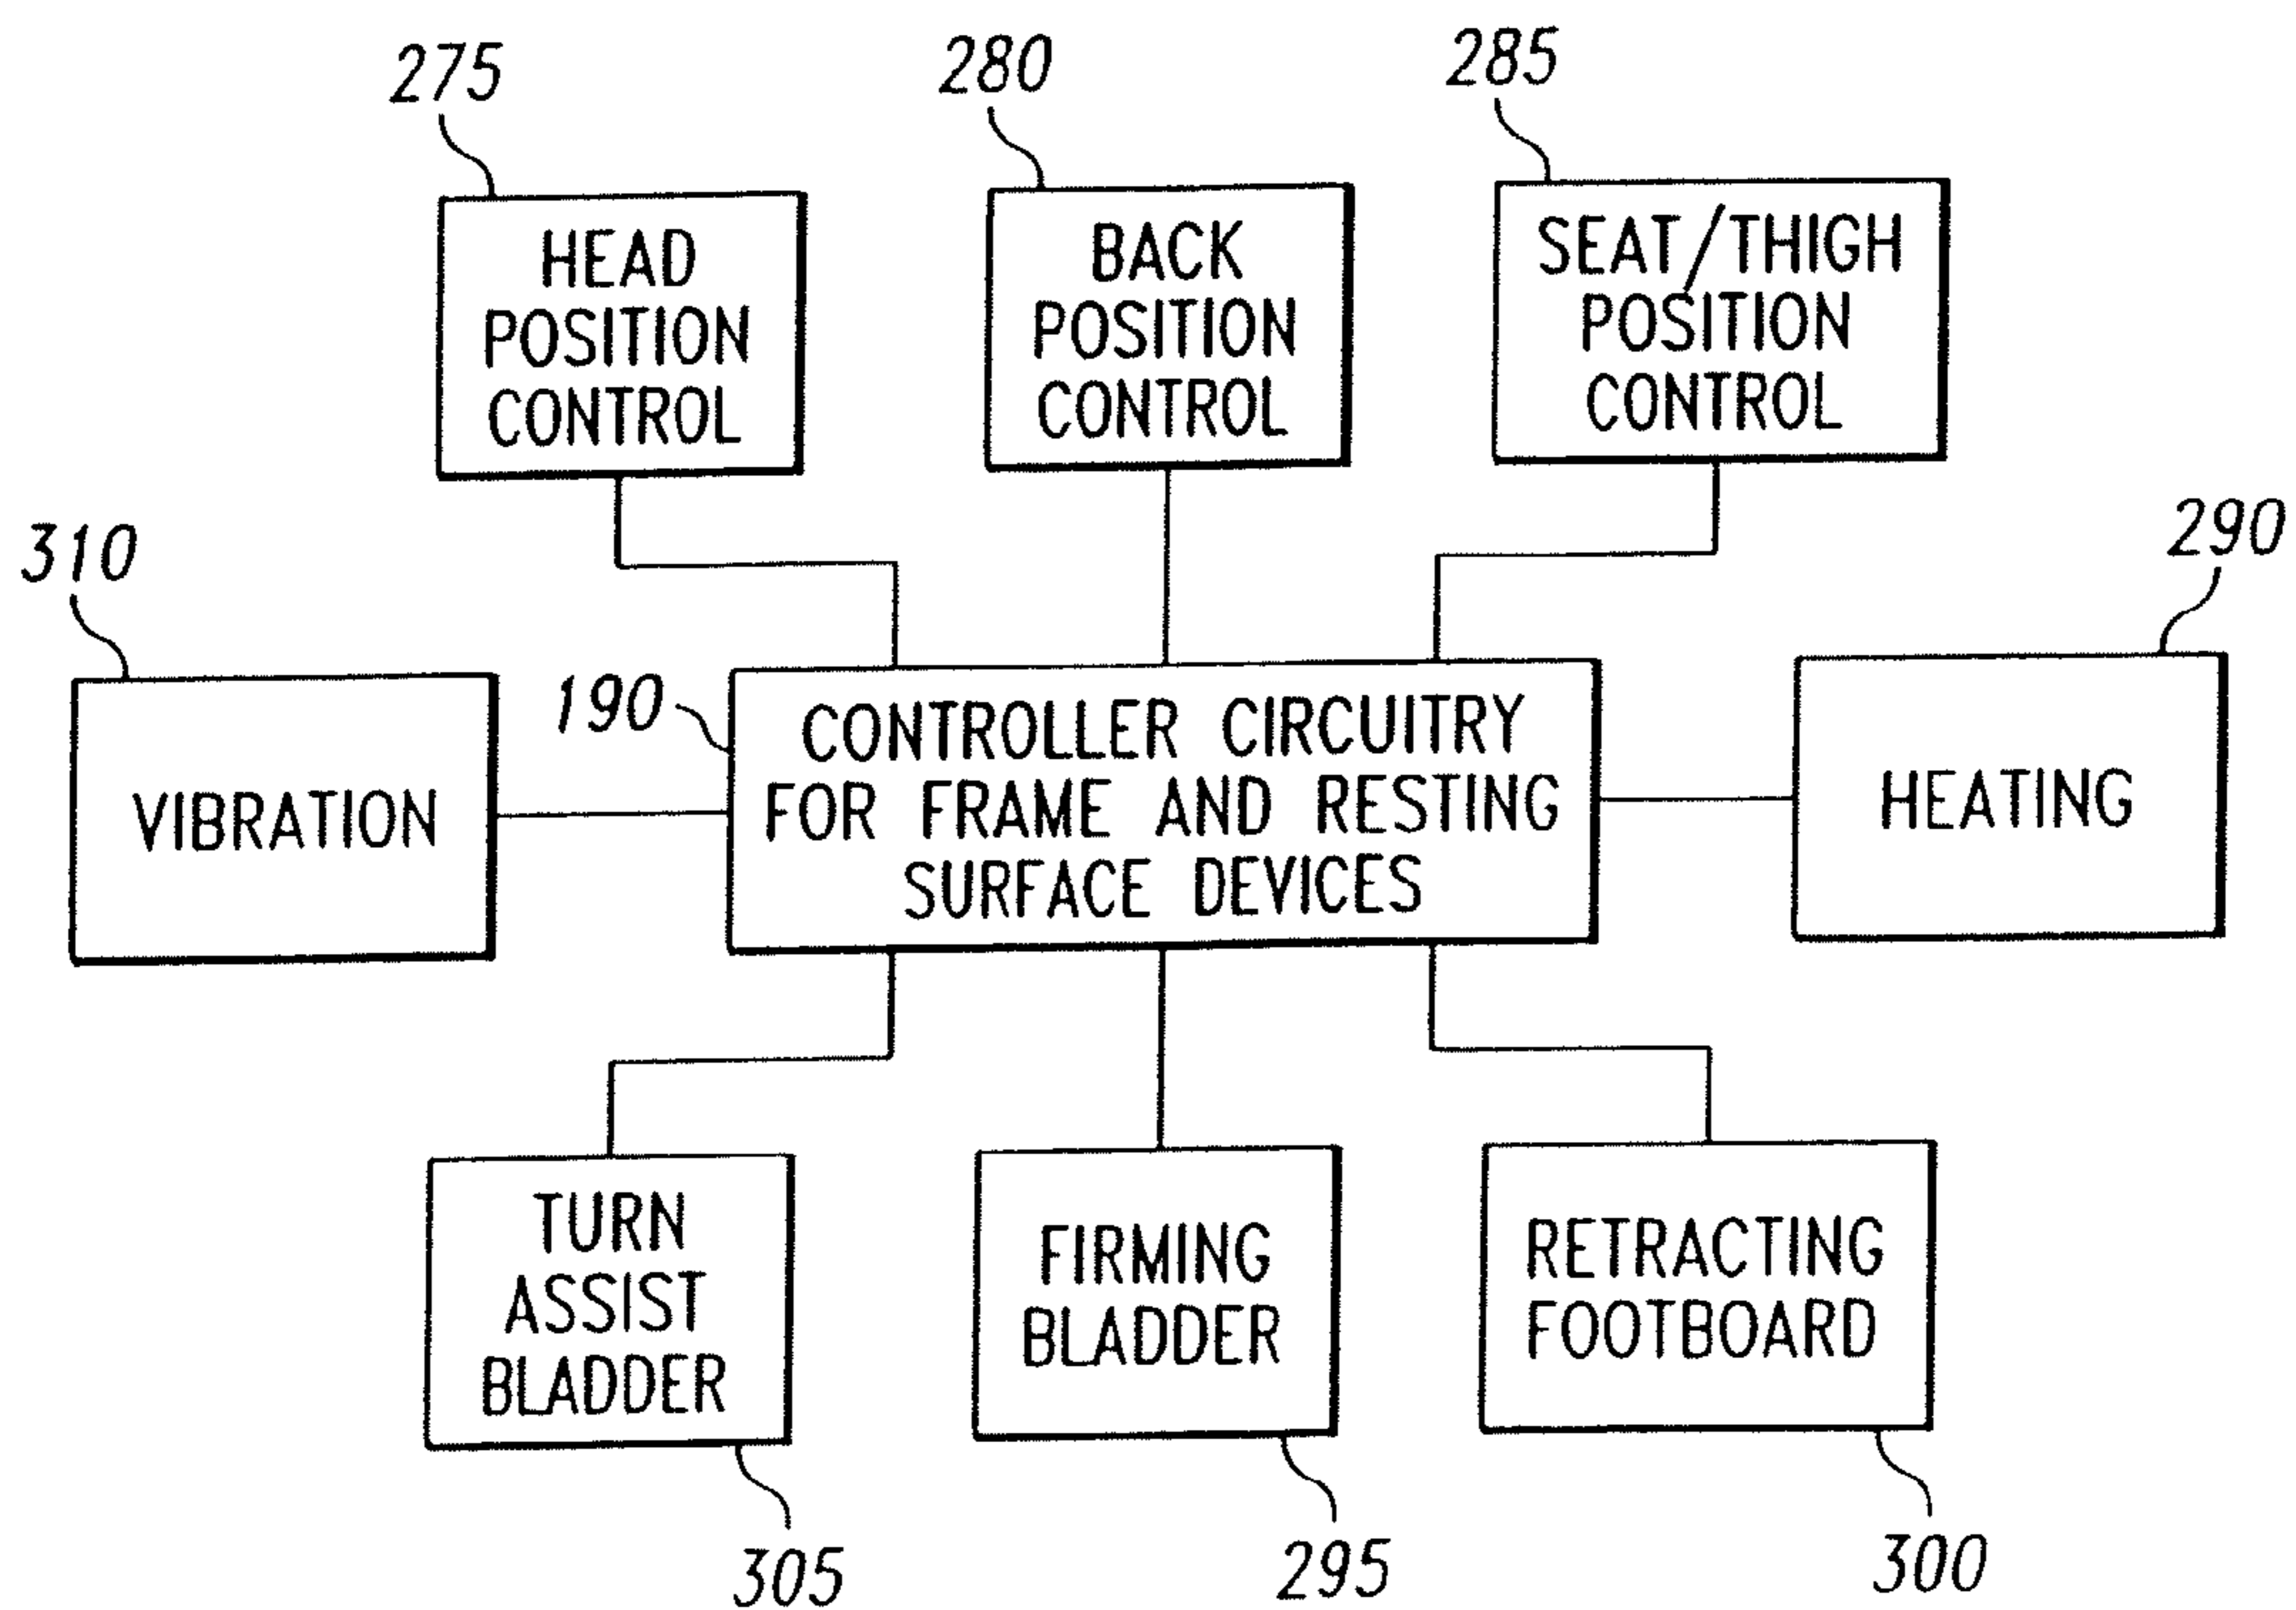 275
280
285
HEAD
POSITION
CONTROL
BACK
POSITION
CONTROL
SEAT/THIGH
POSITION
CONTROL
310
290
190
VIBRATION
CONTROLLER CIRCUITRY
FOR FRAME AND RESTING
SURFACE DEVICES
HEATING
TURN
ASSIST
BLADDER
FIRMING
BLADDER
RETRACTING
FOOTBOARD
305
295
300